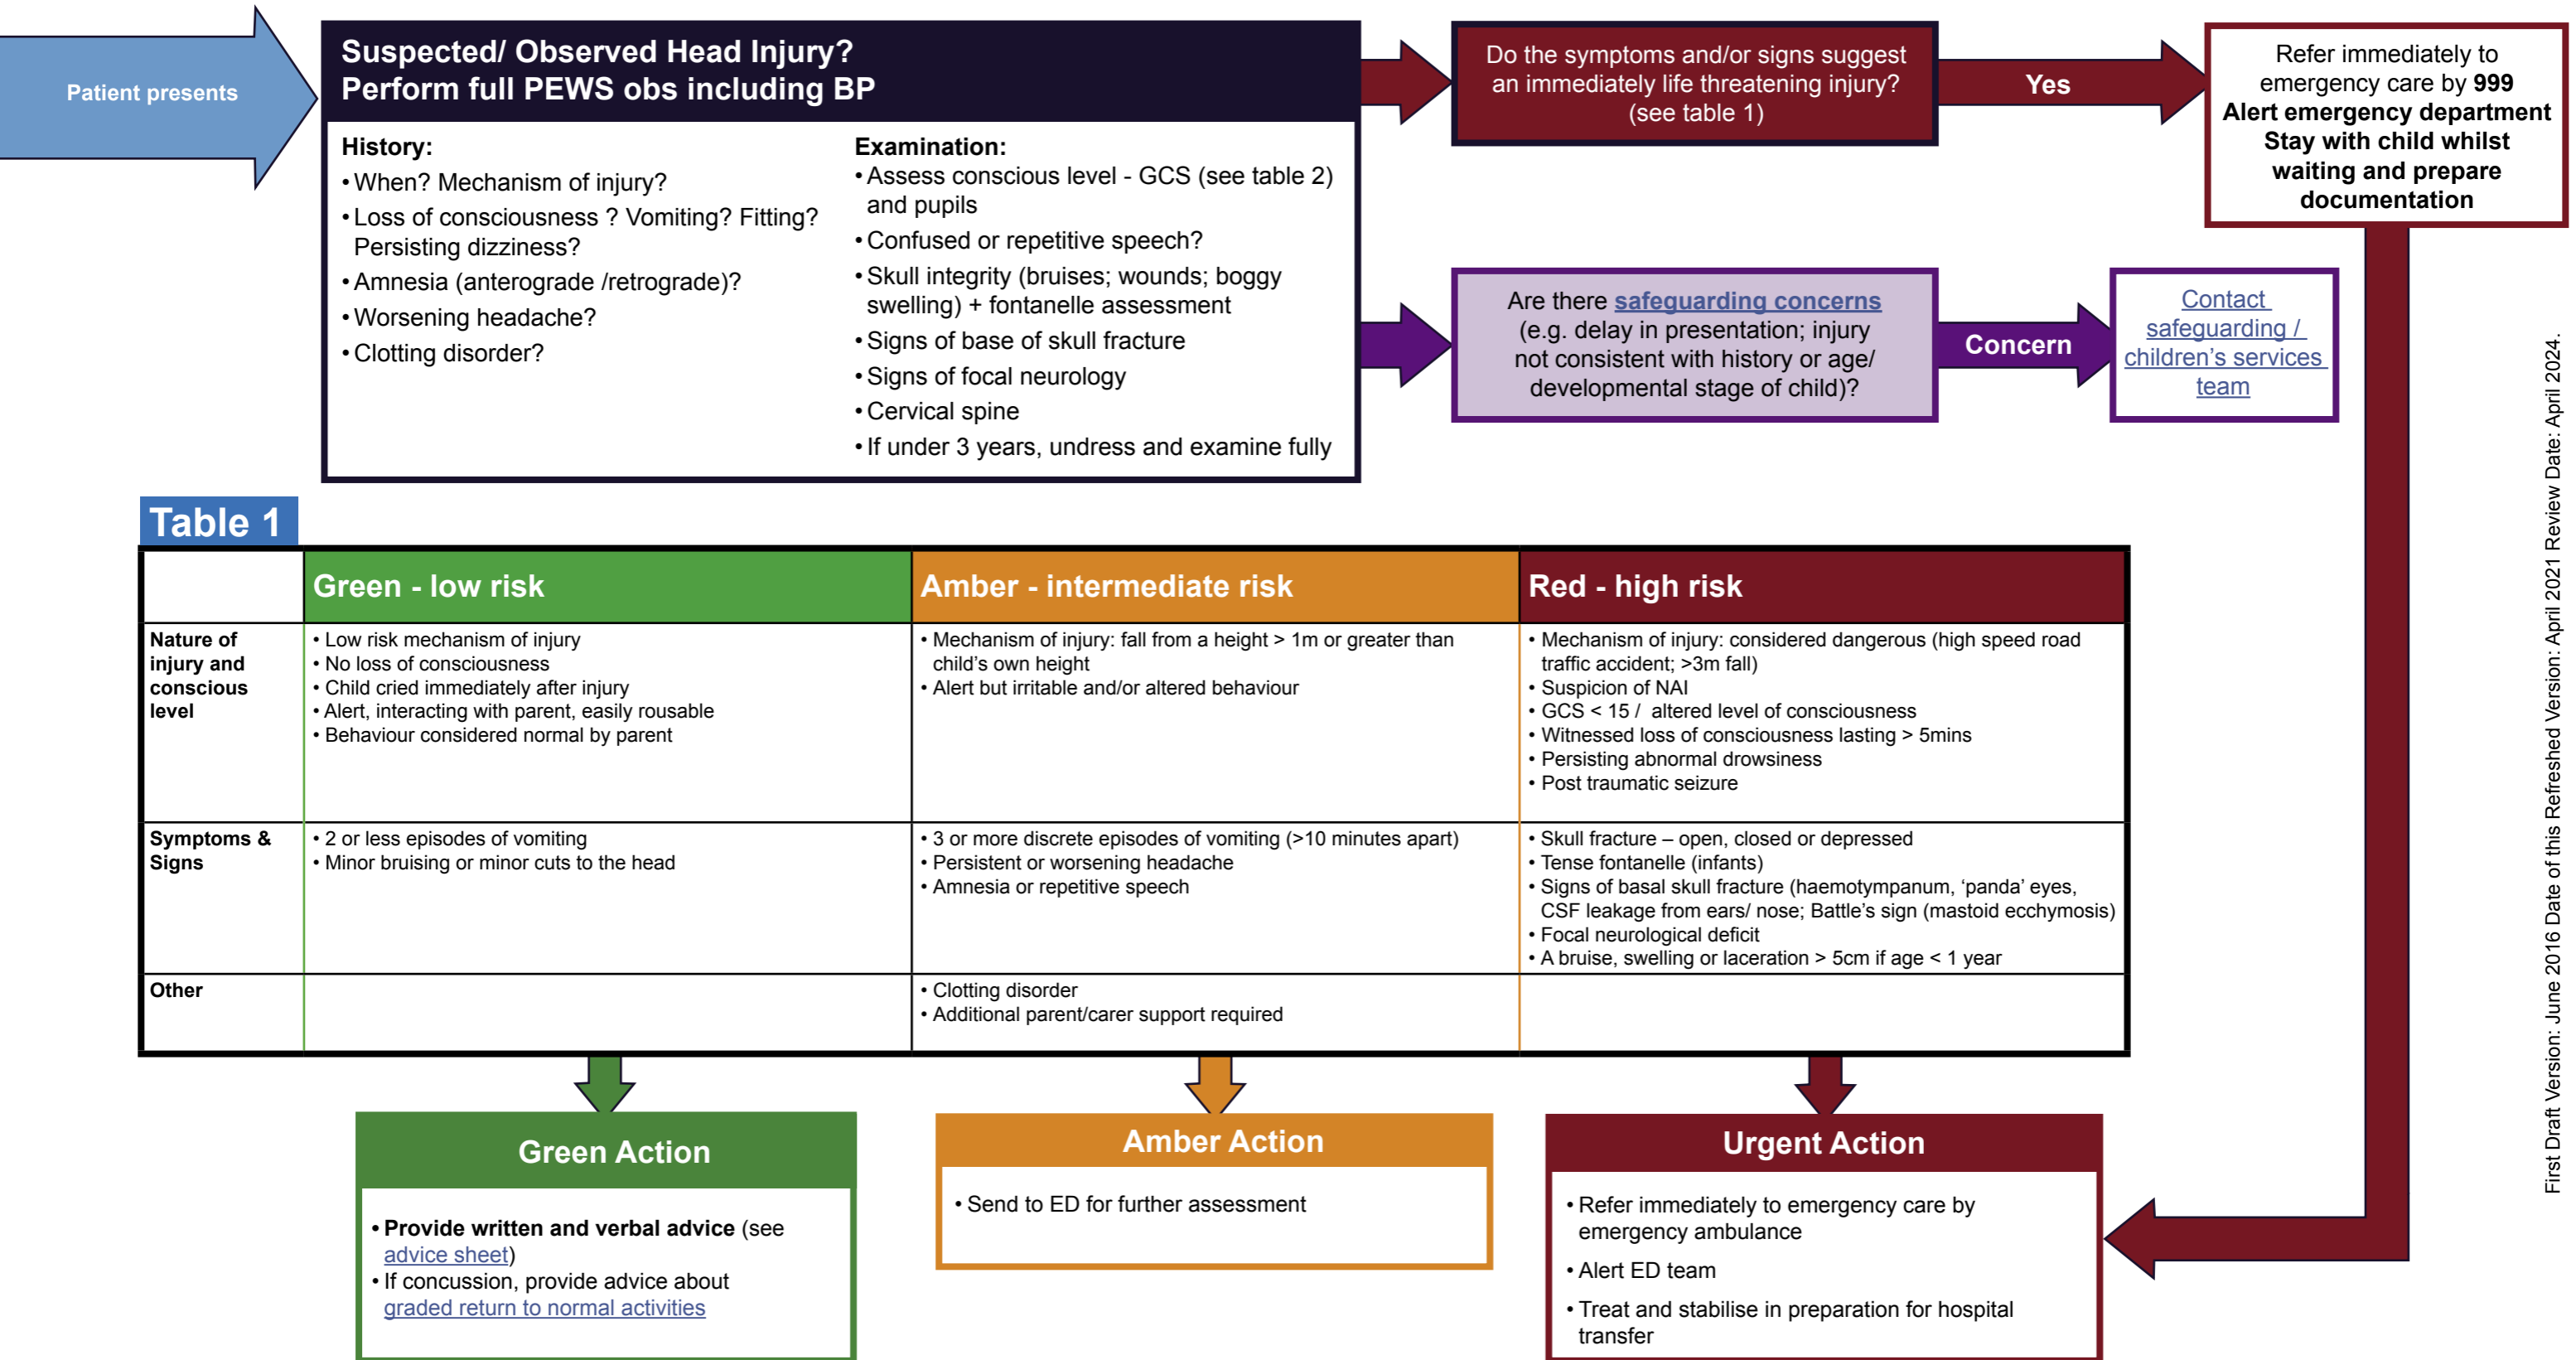 Patient presents
Suspected/ Observed Head Injury?
Perform full PEWS obs including BP
History:
• When? Mechanism of injury?
• Loss of consciousness ? Vomiting? Fitting?
Persisting dizziness?
• Amnesia (anterograde /retrograde)?
• Worsening headache?
• Clotting disorder?
Examination:
• Assess conscious level - GCS (see table 2)
and pupils
• Confused or repetitive speech?
• Skull integrity (bruises; wounds; boggy
swelling) + fontanelle assessment
• Signs of base of skull fracture
• Signs of focal neurology
• Cervical spine
• If under 3 years, undress and examine fully
Do the symptoms and/or signs suggest
an immediately life threatening injury?
(see table 1)
Yes
Refer immediately to
emergency care by 999
Alert emergency department
Stay with child whilst
waiting and prepare
documentation
Are there safeguarding concerns
(e.g. delay in presentation; injury
not consistent with history or age/
developmental stage of child)?
Concern
Contact
safeguarding /
children's services
team
Table 1
Green - low risk
Amber - intermediate risk
Red - high risk
Nature of
injury and
conscious
level
• Low risk mechanism of injury
• No loss of consciousness
• Child cried immediately after injury
• Alert, interacting with parent, easily rousable
• Behaviour considered normal by parent
• Mechanism of injury: fall from a height > 1m or greater than
child's own height
• Alert but irritable and/or altered behaviour
• Mechanism of injury: considered dangerous (high speed road
traffic accident; >3m fall)
• Suspicion of NAI
• GCS < 15 / altered level of consciousness
• Witnessed loss of consciousness lasting > 5mins
• Persisting abnormal drowsiness
• Post traumatic seizure
Symptoms &
Signs
• 2 or less episodes of vomiting
• Minor bruising or minor cuts to the head
• 3 or more discrete episodes of vomiting (>10 minutes apart)
• Persistent or worsening headache
• Amnesia or repetitive speech
• Skull fracture – open, closed or depressed
• Tense fontanelle (infants)
• Signs of basal skull fracture (haemotympanum, ‘panda’ eyes,
CSF leakage from ears/ nose; Battle's sign (mastoid ecchymosis)
• Focal neurological deficit
• A bruise, swelling or laceration > 5cm if age < 1 year
Other
• Clotting disorder
• Additional parent/carer support required
Green Action
• Provide written and verbal advice (see
advice sheet)
• If concussion, provide advice about
graded return to normal activities
Amber Action
• Send to ED for further assessment
Urgent Action
• Refer immediately to emergency care by
emergency ambulance
• Alert ED team
• Treat and stabilise in preparation for hospital
transfer
First Draft Version: June 2016 Date of this Refreshed Version: April 2021 Review Date: April 2024.